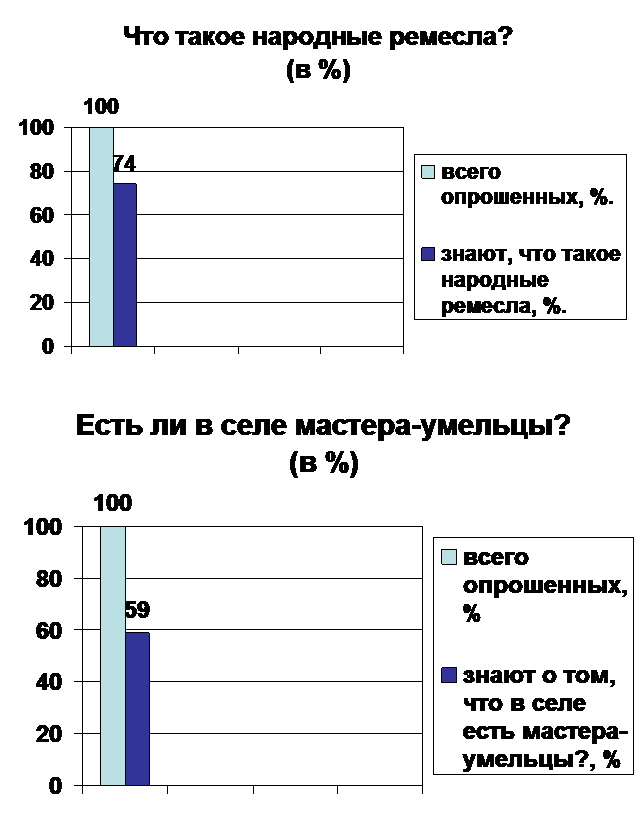 Что такое народные ремесла?
(в %)
100
100
74
80
60
40
20
0
всего
опрошенных, %.
знают, что такое
народные
ремесла, %.
Есть ли в селе мастера-умельцы?
(в %)
100
100
80
59
60
40
20
0
всего
опрошенных,
%
знают о том,
что в селе
есть мастера-
умельцы?, %